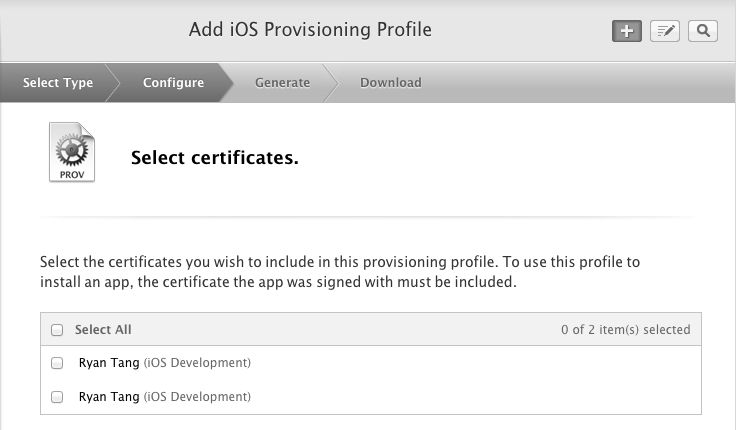 Add iOS Provisioning Profile
Select Type Configure Generate Download
PROV
Select certificates.
Select the certificates you wish to include in this provisioning profile. To use this profile to
install an app, the certificate the app was signed with must be included.
Select All 0 of 2 item(s) selected
Ryan Tang (iOS Development)
Ryan Tang (iOS Development)